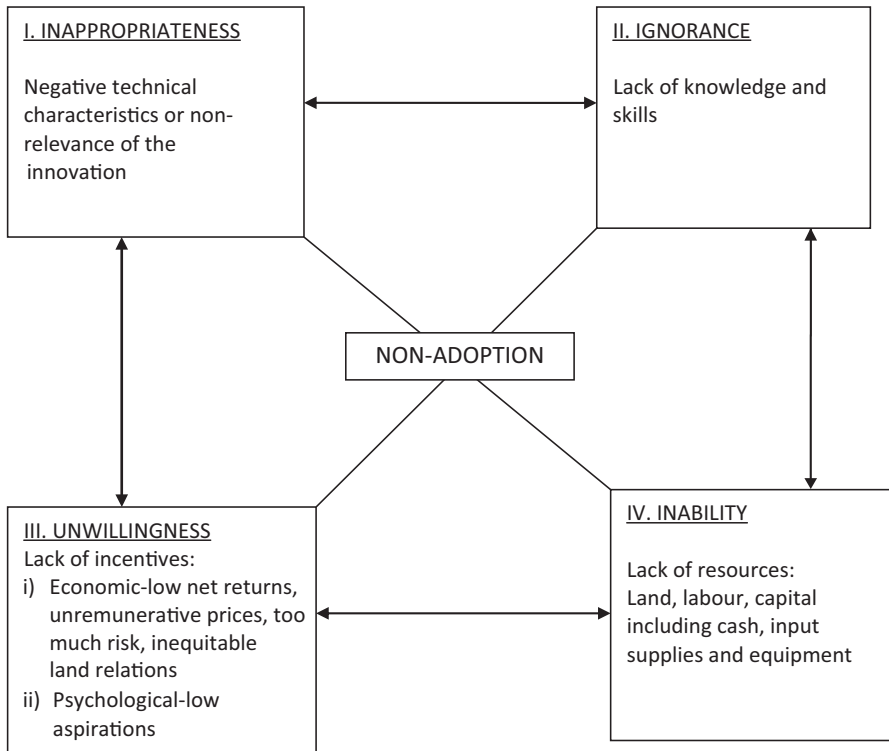 I. INAPPROPRIATENESS
Negative technical
characteristics or non-
relevance of the
innovation
II. IGNORANCE
Lack of knowledge and
skills
NON-ADOPTION
III. UNWILLINGNESS
Lack of incentives:
i) Economic-low net returns,
unremunerative prices, too
much risk, inequitable
land relations
ii) Psychological-low
aspirations
IV. INABILITY
Lack of resources:
Land, labour, capital
including cash, input
supplies and equipment